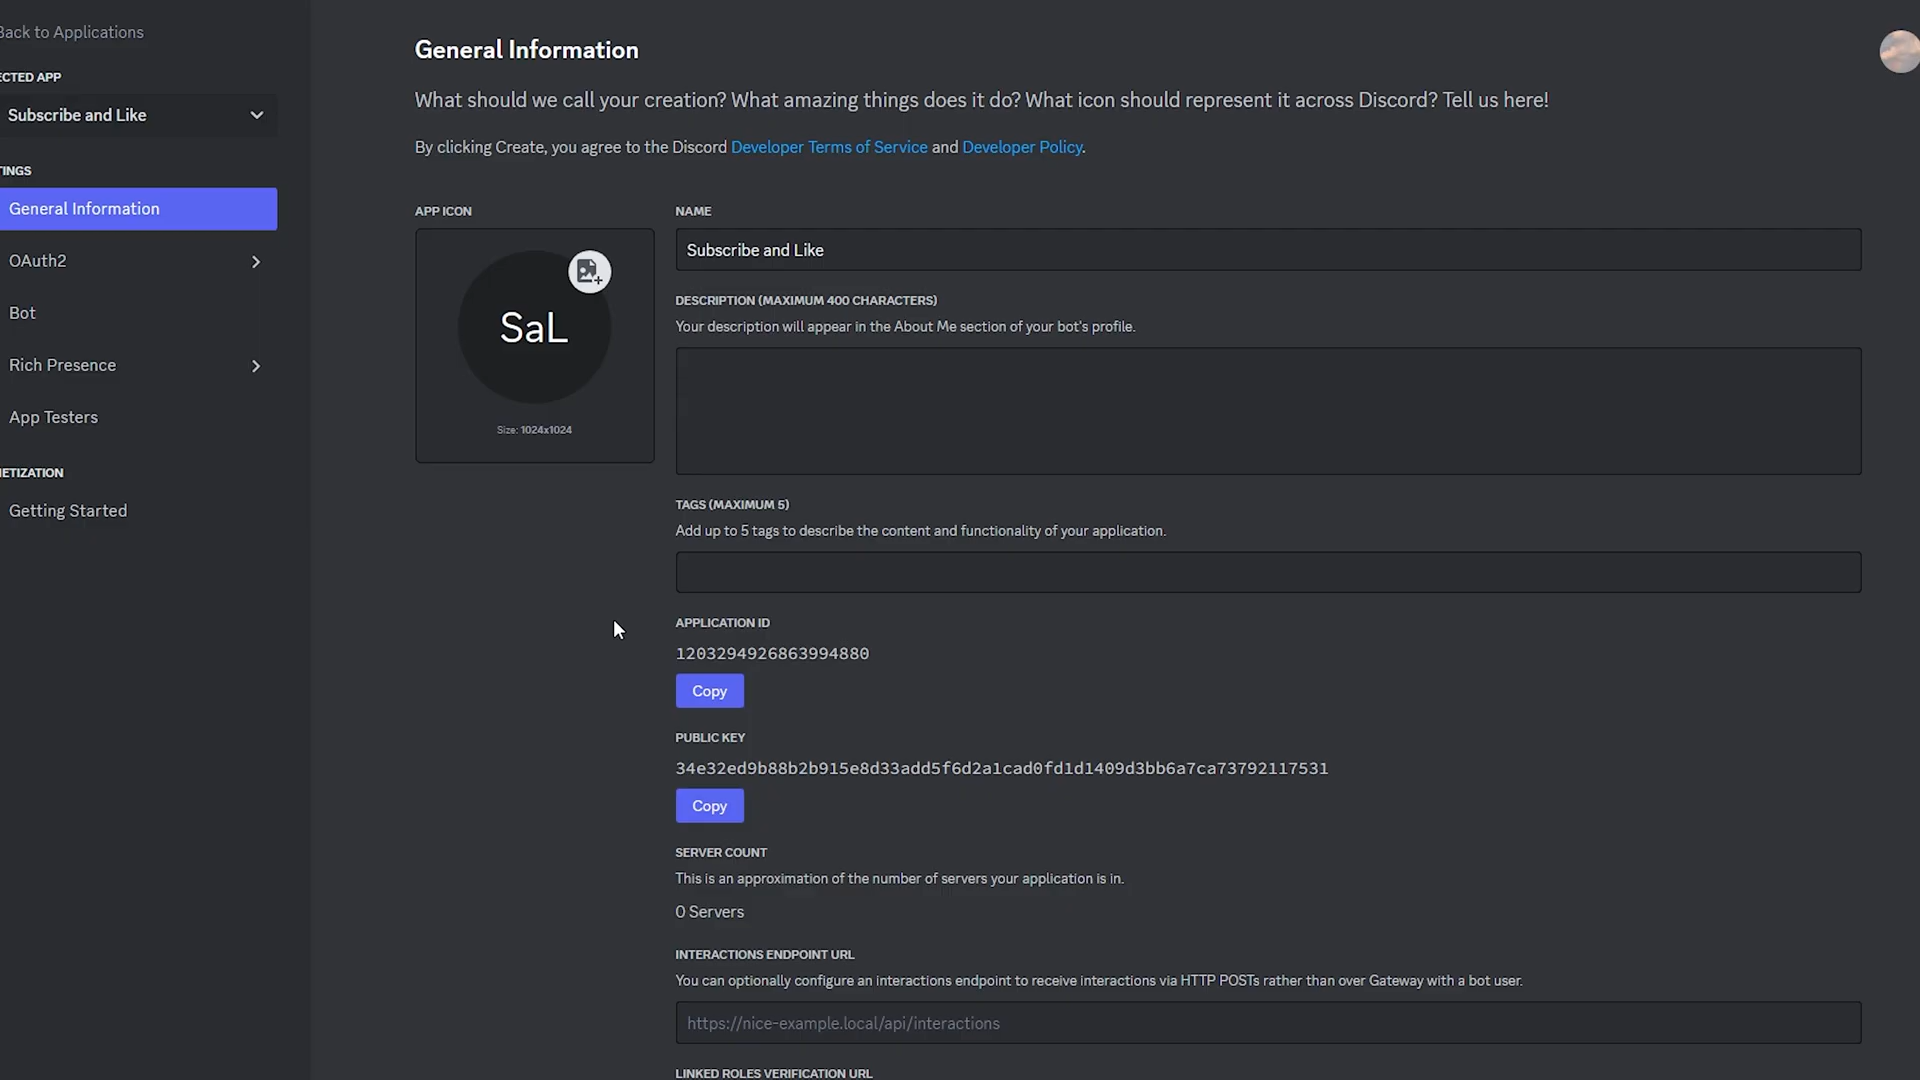 Back to Applications
ECTED APP
Subscribe and Like
TINGS
General Information
OAuth2
Bot
Rich Presence
App Testers
ETIZATION
Getting Started
General Information
What should we call your creation? What amazing things does it do? What icon should represent it across Discord? Tell us here!
By clicking Create, you agree to the Discord Developer Terms of Service and Developer Policy.
APP ICON
SaL
Size: 1024x1024
NAME
Subscribe and Like
DESCRIPTION (MAXIMUM 400 CHARACTERS)
Your description will appear in the About Me section of your bot's profile.
TAGS (MAXIMUM 5)
Add up to 5 tags to describe the content and functionality of your application.
APPLICATION ID
1203294926863994880
Copy
PUBLIC KEY
34e32ed9b88b2b915e8d33add5f6d2a1cad0fd1d1409d3bb6a7ca73792117531
Copy
SERVER COUNT
This is an approximation of the number of servers your application is in.
0 Servers
INTERACTIONS ENDPOINT URL
You can optionally configure an interactions endpoint to receive interactions via HTTP POSTs rather than over Gateway with a bot user.
https://nice-example.local/api/interactions
LINKED ROLES VERIFICATION URL